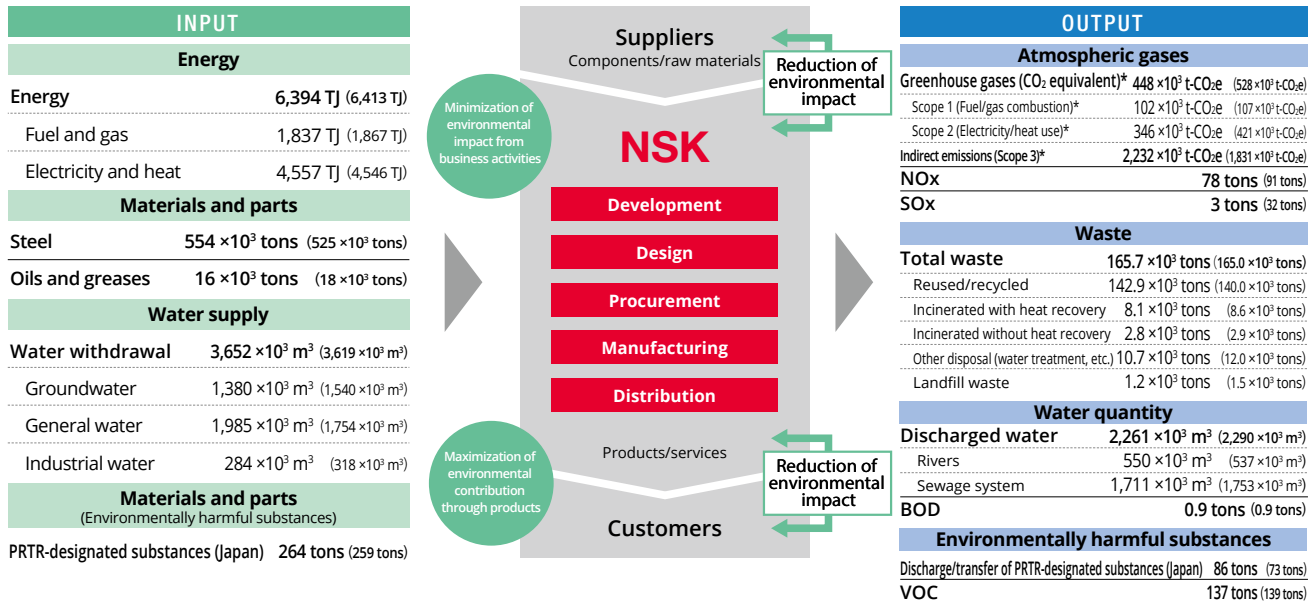 INPUT
Energy
Energy 6,394 TJ (6,413 TJ)
Fuel and gas 1,837 TJ (1,867 TJ)
Electricity and heat 4,557 TJ (4,546 TJ)
Materials and parts
Steel 554 ×10³ tons (525 ×10³ tons)
Oils and greases 16 ×10³ tons (18 ×10³ tons)
Water supply
Water withdrawal 3,652 ×10³ m³ (3,619 ×10³ m³)
Groundwater 1,380 ×10³ m³ (1,540 ×10³ m³)
General water 1,985 ×10³ m³ (1,754 ×10³ m³)
Industrial water 284 ×10³ m³ (318 ×10³ m³)
Materials and parts
(Environmentally harmful substances)
PRTR-designated substances (Japan) 264 tons (259 tons)
Suppliers
Components/raw materials
Reduction of
environmental
impact
Minimization of
environmental
impact from
business activities
NSK
Development
Design
Procurement
Manufacturing
Distribution
Products/services
Maximization of
environmental
contribution
through products
Reduction of
environmental
impact
Customers
OUTPUT
Atmospheric gases
Greenhouse gases (CO₂ equivalent)* 448 ×10³ t-CO₂e (528 ×10³ t-CO₂e)
Scope 1 (Fuel/gas combustion)* 102 ×10³ t-CO₂e (107 ×10³ t-CO₂e)
Scope 2 (Electricity/heat use)* 346 ×10³ t-CO₂e (421 ×10³ t-CO₂e)
Indirect emissions (Scope 3)* 2,232 ×10³ t-CO₂e (1,831 ×10³ t-CO₂e)
NOx 78 tons (91 tons)
SOx 3 tons (32 tons)
Waste
Total waste 165.7 ×10³ tons (165.0 ×10³ tons)
Reused/recycled 142.9 ×10³ tons (140.0 ×10³ tons)
Incinerated with heat recovery 8.1 ×10³ tons (8.6 ×10³ tons)
Incinerated without heat recovery 2.8 ×10³ tons (2.9 ×10³ tons)
Other disposal (water treatment, etc.) 10.7 ×10³ tons (12.0 ×10³ tons)
Landfill waste 1.2 ×10³ tons (1.5 ×10³ tons)
Water quantity
Discharged water 2,261 ×10³ m³ (2,290 ×10³ m³)
Rivers 550 ×10³ m³ (537 ×10³ m³)
Sewage system 1,711 ×10³ m³ (1,753 ×10³ m³)
BOD 0.9 tons (0.9 tons)
Environmentally harmful substances
Discharge/transfer of PRTR-designated substances (Japan) 86 tons (73 tons)
VOC 137 tons (139 tons)